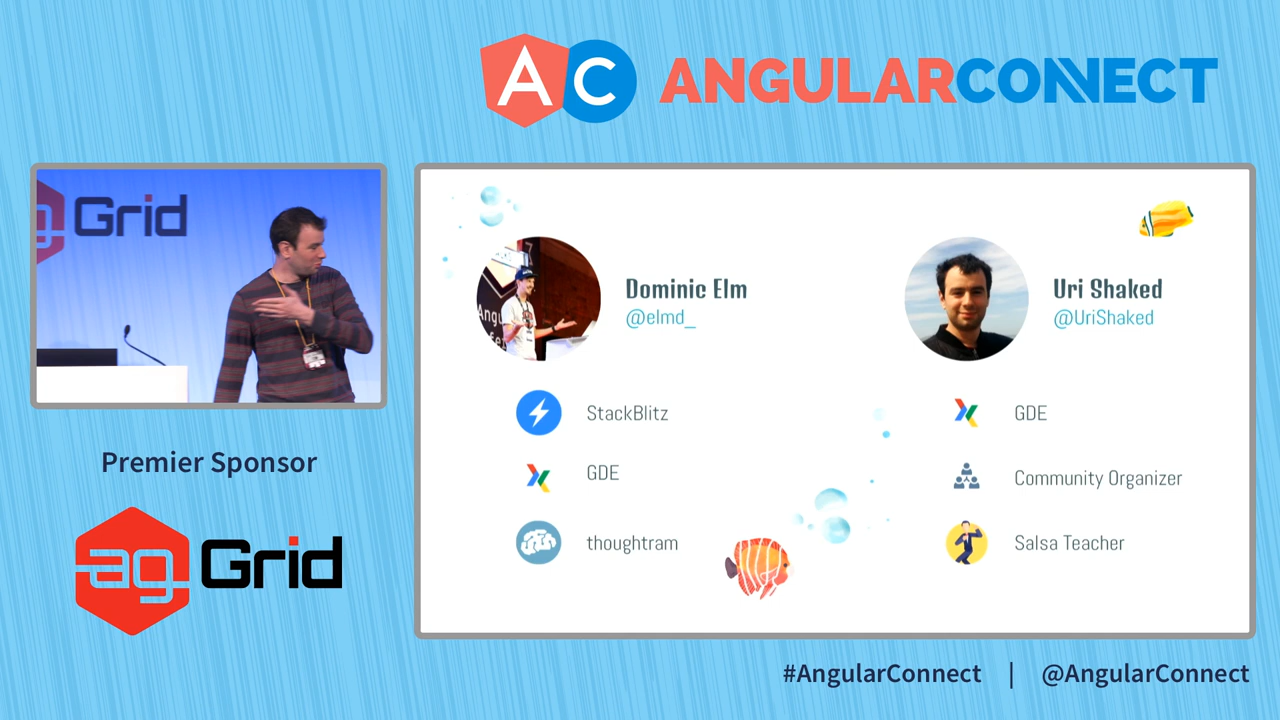 AC ANGULARCONNECT
g Grid
Premier Sponsor
ag Grid
Dominic Elm
@elmd_
StackBlitz
GDE
thoughtram
Uri Shaked
@UriShaked
GDE
Community Organizer
Salsa Teacher
#AngularConnect | @AngularConnect